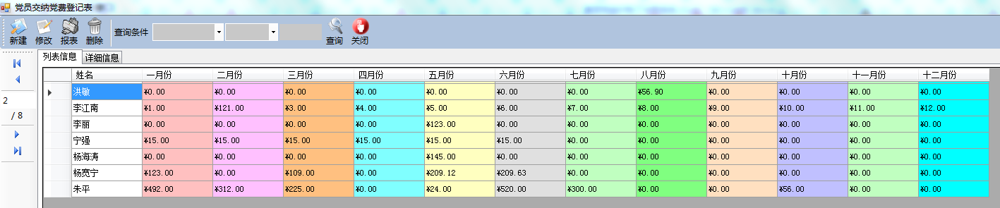 党员交纳党费登记表
新建 修改 报表 删除 查询条件 查询 关闭
列表信息 详细信息
姓名 一月份 二月份 三月份 四月份 五月份 六月份 七月份 八月份 九月份 十月份 十一月份 十二月份
洪敏 ¥0.00 ¥0.00 ¥0.00 ¥0.00 ¥0.00 ¥0.00 ¥0.00 ¥56.90 ¥0.00 ¥0.00 ¥0.00 ¥0.00
2
李江南 ¥1.00 ¥121.00 ¥3.00 ¥4.00 ¥5.00 ¥6.00 ¥7.00 ¥8.00 ¥9.00 ¥10.00 ¥11.00 ¥12.00
/ 8
李丽 ¥0.00 ¥0.00 ¥0.00 ¥0.00 ¥123.00 ¥0.00 ¥0.00 ¥0.00 ¥0.00 ¥0.00 ¥0.00 ¥0.00
宁强 ¥15.00 ¥15.00 ¥15.00 ¥15.00 ¥15.00 ¥15.00 ¥0.00 ¥0.00 ¥0.00 ¥0.00 ¥0.00 ¥0.00
杨海涛 ¥0.00 ¥0.00 ¥0.00 ¥0.00 ¥145.00 ¥0.00 ¥0.00 ¥0.00 ¥0.00 ¥0.00 ¥0.00 ¥0.00
杨宽宁 ¥123.00 ¥0.00 ¥109.00 ¥0.00 ¥209.12 ¥209.63 ¥0.00 ¥0.00 ¥0.00 ¥0.00 ¥0.00 ¥0.00
朱平 ¥492.00 ¥312.00 ¥225.00 ¥0.00 ¥24.00 ¥520.00 ¥300.00 ¥0.00 ¥0.00 ¥56.00 ¥0.00 ¥0.00